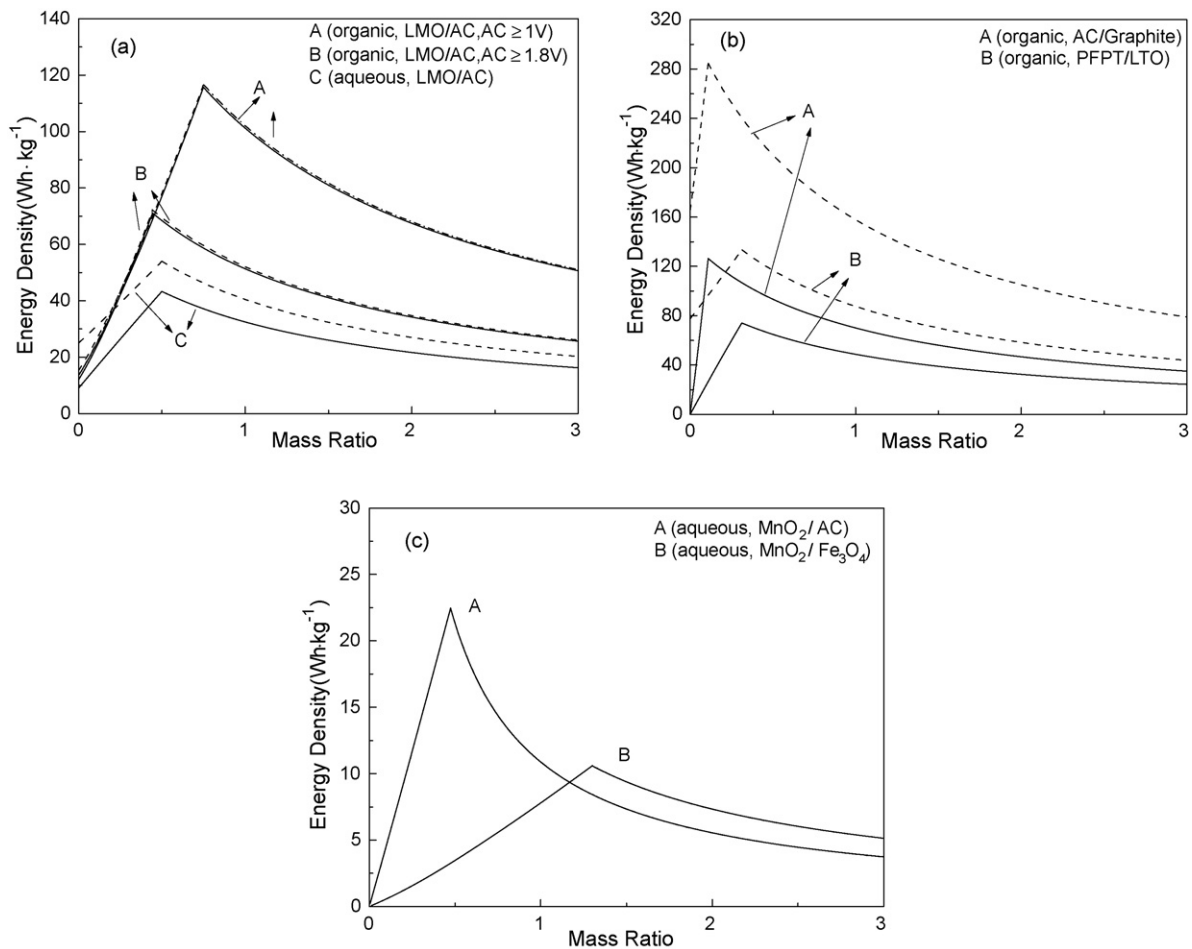 (a)
A (organic, LMO/AC,AC ≥ 1V)
B (organic, LMO/AC,AC ≥ 1.8V)
C (aqueous, LMO/AC)
140
120
100
80
60
40
20
0
Energy Density(Wh·kg⁻¹)
A
B
C
0 1 2 3
Mass Ratio
(b)
A (organic, AC/Graphite)
B (organic, PFPT/LTO)
320
280
240
200
160
120
80
40
0
Energy Density(Wh·kg⁻¹)
A
B
0 1 2 3
Mass Ratio
(c)
A (aqueous, MnO₂/ AC)
B (aqueous, MnO₂/ Fe₃O₄)
30
25
20
15
10
5
0
Energy Density(Wh·kg⁻¹)
A
B
0 1 2 3
Mass Ratio